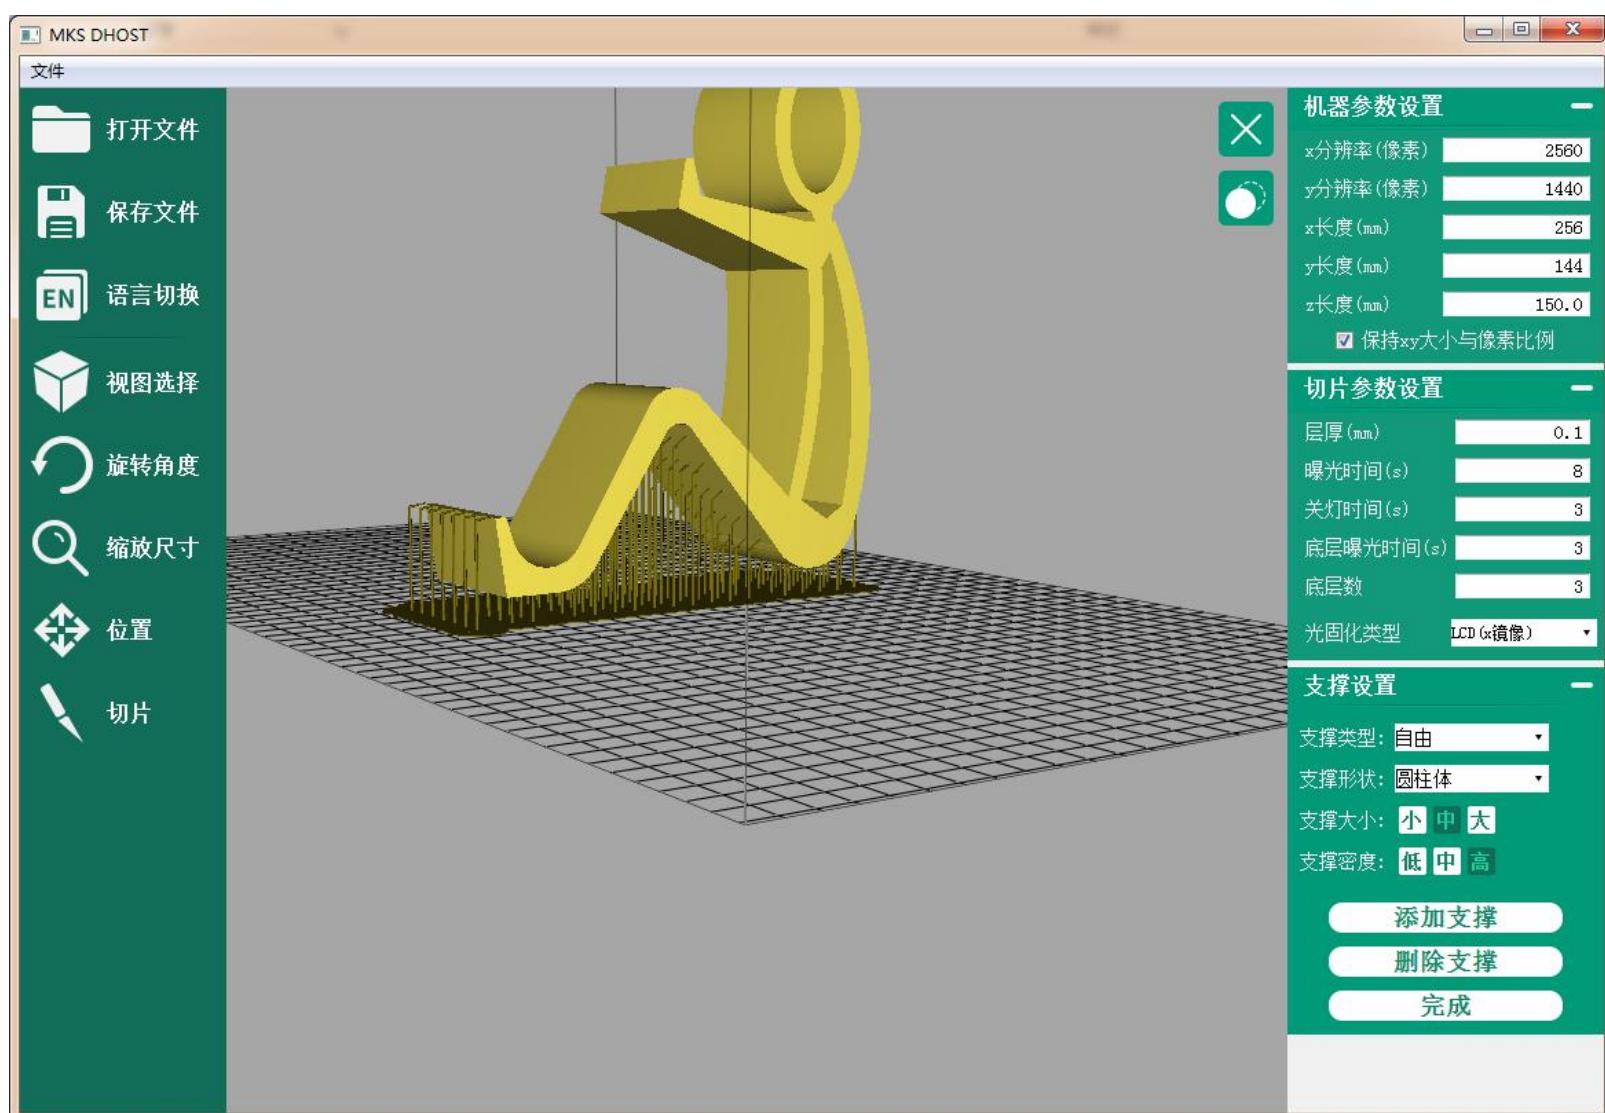 MKS DHOST
文件
打开文件
保存文件
EN 语言切换
视图选择
旋转角度
缩放尺寸
位置
切片
机器参数设置
x分辨率(像素) 2560
y分辨率(像素) 1440
x长度(mm) 256
y长度(mm) 144
z长度(mm) 150.0
保持xy大小与像素比例
切片参数设置
层厚(mm) 0.1
曝光时间(s) 8
关灯时间(s) 3
底层曝光时间(s) 3
底层数 3
光固化类型 LCD(x镜像)
支撑设置
支撑类型: 自由
支撑形状: 圆柱体
支撑大小: 小 中 大
支撑密度: 低 中 高
添加支撑
删除支撑
完成